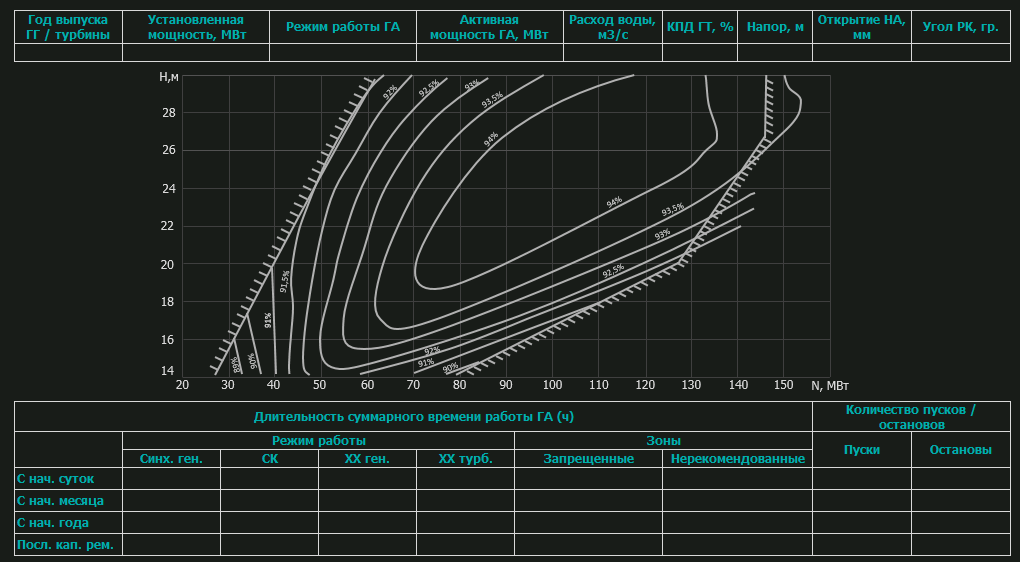 Год выпуска ГГ / турбины
Установленная мощность, МВт
Режим работы ГА
Активная мощность ГА, МВт
Расход воды, м3/с
КПД ГТ, %
Напор, м
Открытие НА, мм
Угол РК, гр.
H,м
28
26
24
22
20
18
16
14
92%
92,5%
93%
93,5%
94%
94%
93,5%
93%
92,5%
91,5%
91%
90%
89%
92%
91%
90%
20 30 40 50 60 70 80 90 100 110 120 130 140 150 N, МВт
Длительность суммарного времени работы ГА (ч)
Количество пусков / остановов
Режим работы
Зоны
Пуски
Остановы
Синх. ген.
СК
ХХ ген.
ХХ турб.
Запрещенные
Нерекомендованные
С нач. суток
С нач. месяца
С нач. года
Посл. кап. рем.